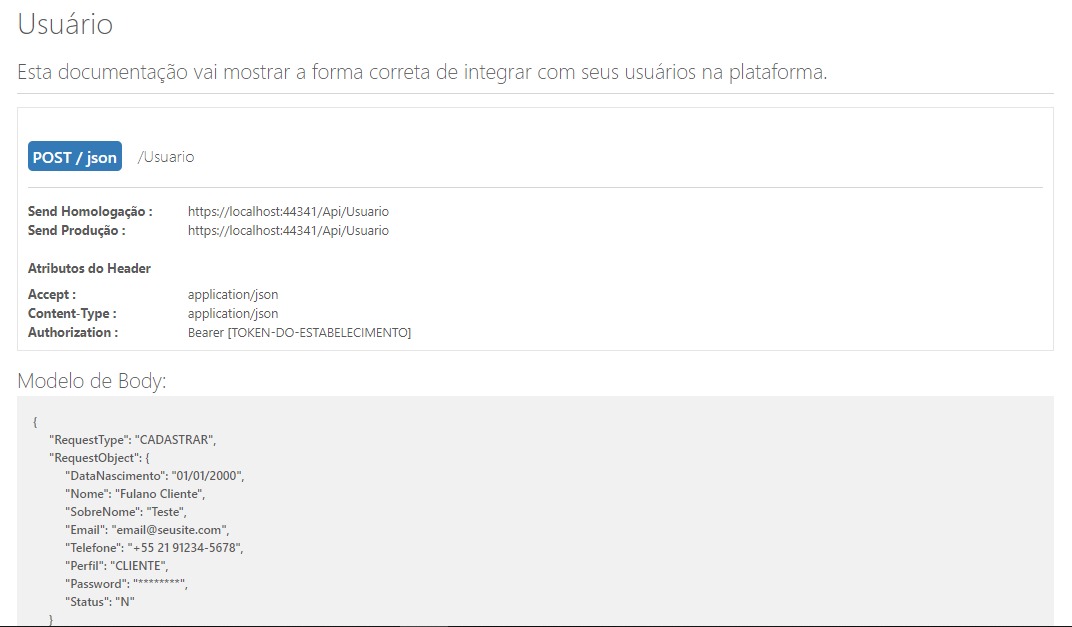 Usuário
Esta documentação vai mostrar a forma correta de integrar com seus usuários na plataforma.
POST / json /Usuario
Send Homologação : https://localhost:44341/Api/Usuario
Send Produção : https://localhost:44341/Api/Usuario
Atributos do Header
Accept : application/json
Content-Type : application/json
Authorization : Bearer [TOKEN-DO-ESTABELECIMENTO]
Modelo de Body:
{
"RequestType": "CADASTRAR",
"RequestObject": {
"DataNascimento": "01/01/2000",
"Nome": "Fulano Cliente",
"SobreNome": "Teste",
"Email": "email@seusite.com",
"Telefone": "+55 21 91234-5678",
"Perfil": "CLIENTE",
"Password": "********",
"Status": "N"
}